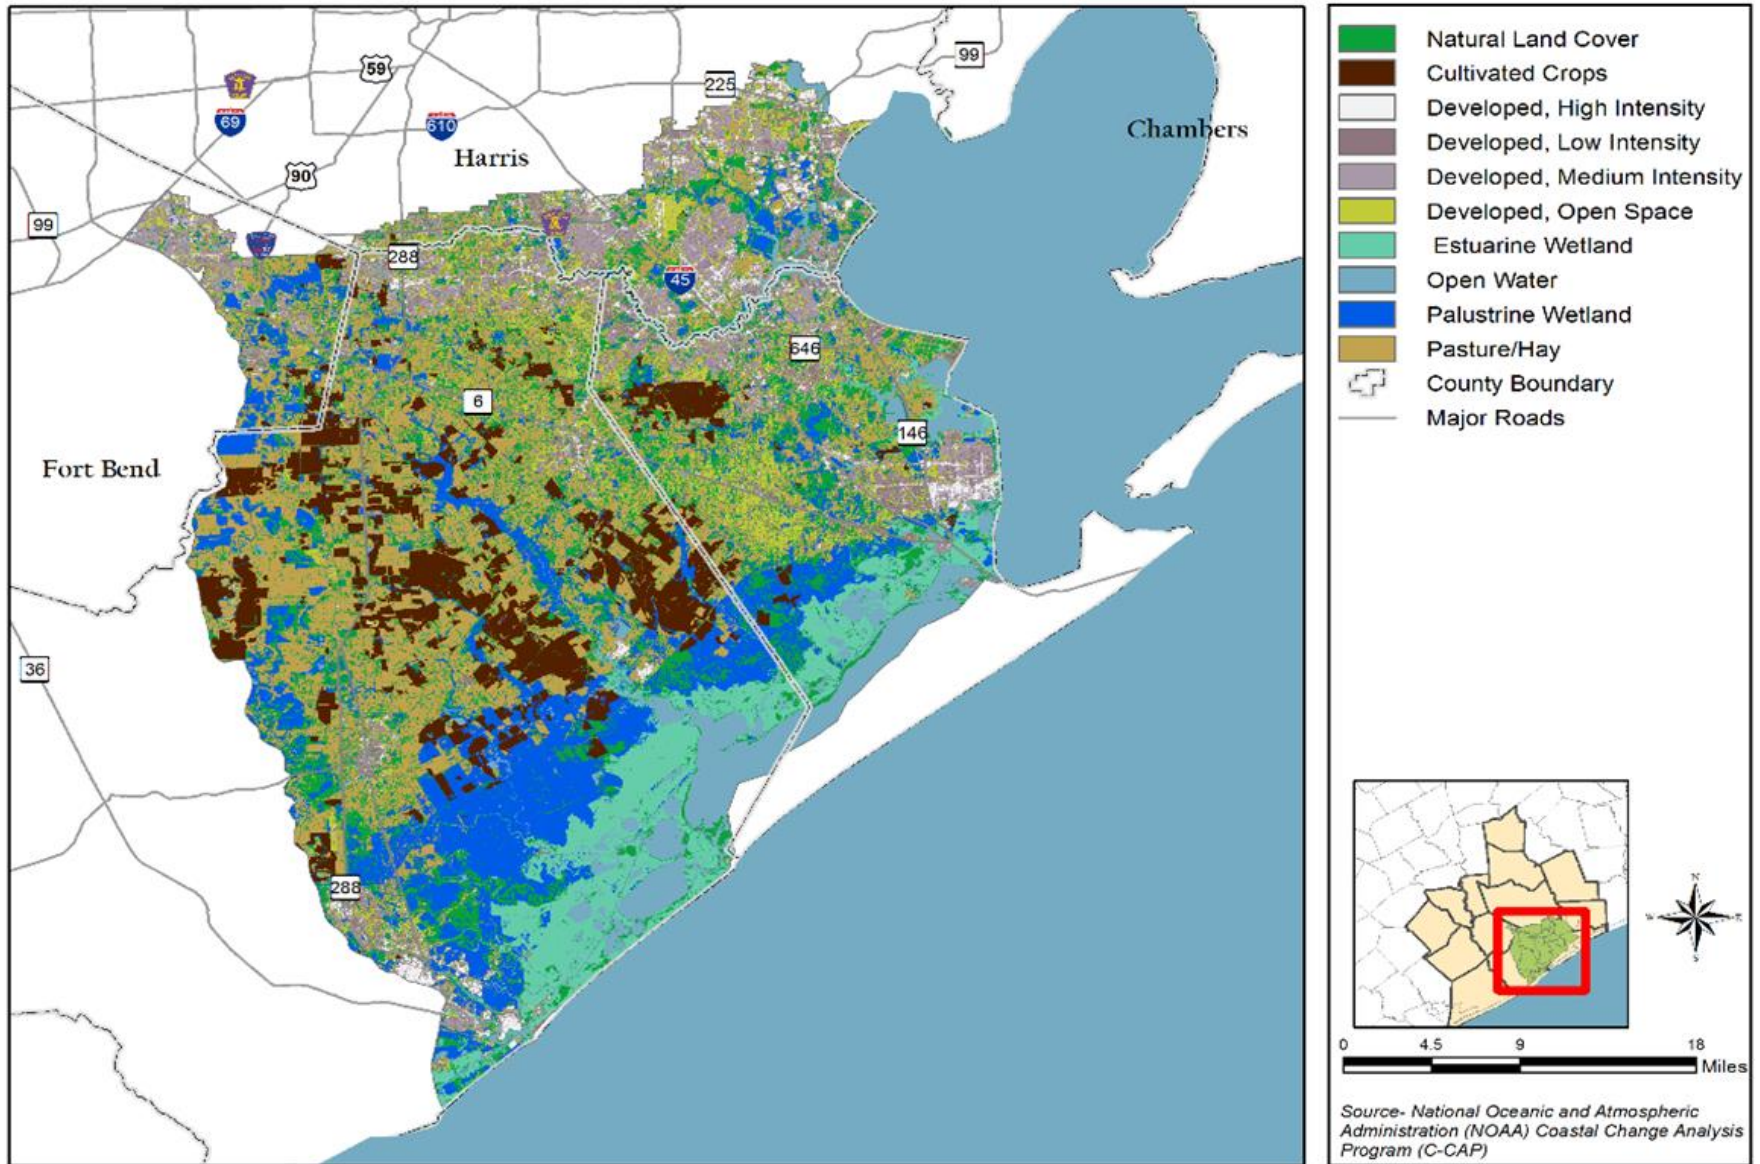 59
99
225
69
610
Harris
Chambers
90
99
288
45
646
6
146
Fort Bend
36
288
Natural Land Cover
Cultivated Crops
Developed, High Intensity
Developed, Low Intensity
Developed, Medium Intensity
Developed, Open Space
Estuarine Wetland
Open Water
Palustrine Wetland
Pasture/Hay
County Boundary
Major Roads
N
W
E
S
0 4.5 9 18
Miles
Source- National Oceanic and Atmospheric
Administration (NOAA) Coastal Change Analysis
Program (C-CAP)